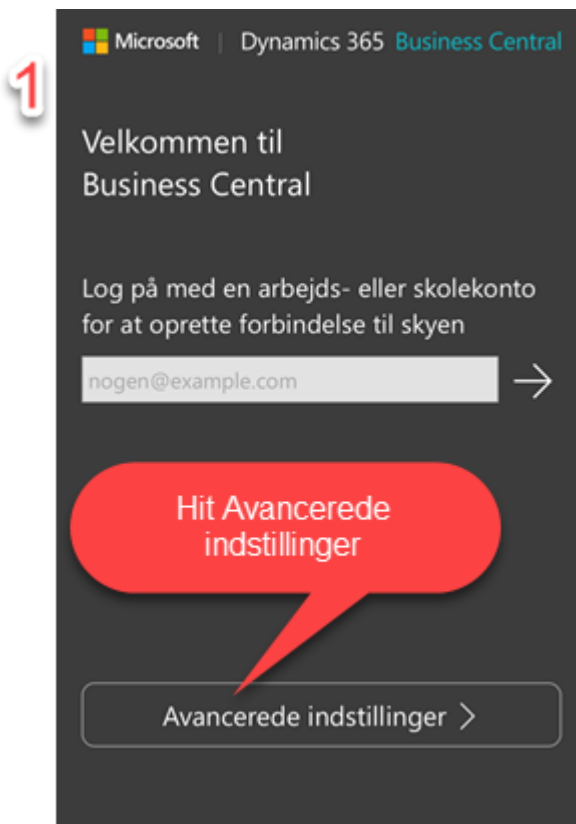 Microsoft | Dynamics 365 Business Central
1
Velkommen til
Business Central
Log på med en arbejds- eller skolekonto
for at oprette forbindelse til skyen
nogen@example.com
Hit Avancerede
indstillinger
Avancerede indstillinger